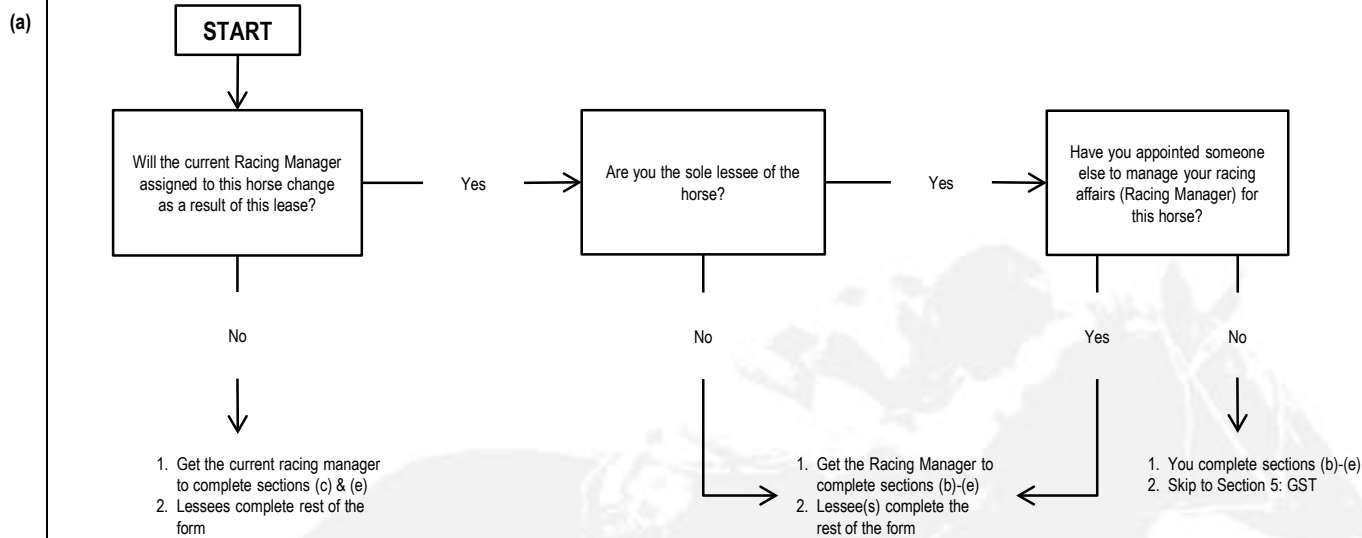 (a)
START
Will the current Racing Manager
assigned to this horse change
as a result of this lease?
Yes
Are you the sole lessee of the
horse?
Yes
Have you appointed someone
else to manage your racing
affairs (Racing Manager) for
this horse?
No
No
Yes
No
1. Get the current racing manager
to complete sections (c) & (e)
2. Lessees complete rest of the
form
1. Get the Racing Manager to
complete sections (b)-(e)
2. Lessee(s) complete the
rest of the form
1. You complete sections (b)-(e)
2. Skip to Section 5: GST